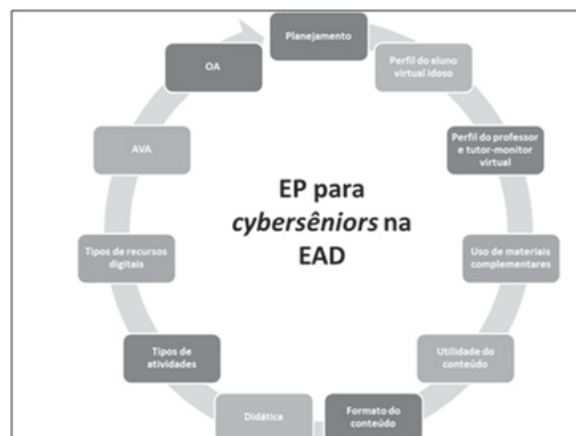 Planejamento
Perfil do aluno
virtual idoso
Perfil do professor
e tutor-monitor
virtual
Uso de materiais
complementares
Utilidade do
conteúdo
Formato do
conteúdo
Didática
Tipos de
atividades
Tipos de recursos
digitais
AVA
OA
EP para
cybersêniors na
EAD